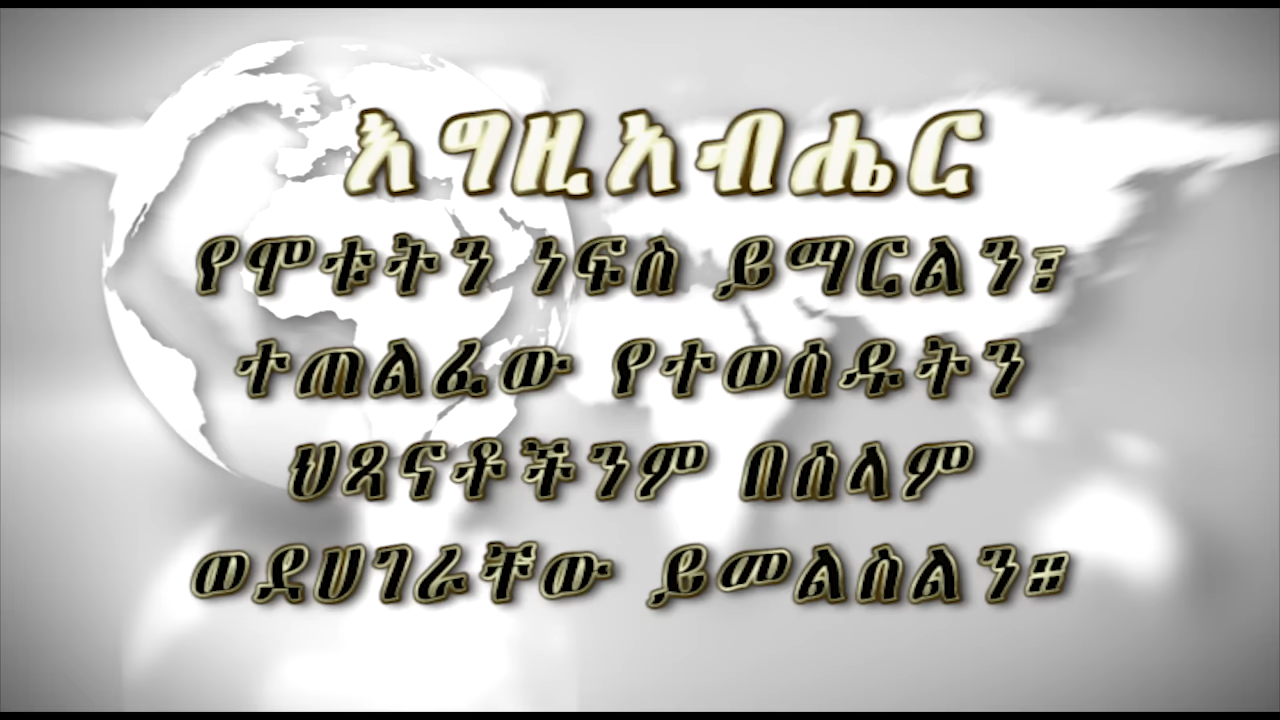 እግዚአብሔር
የሞቱትን ነፍስ ይማርልን፣
ተጠልፈው የተወሰዱትን
ህጻናቶችንም በሰላም
ወደሀገራቸው ይመልስልን።